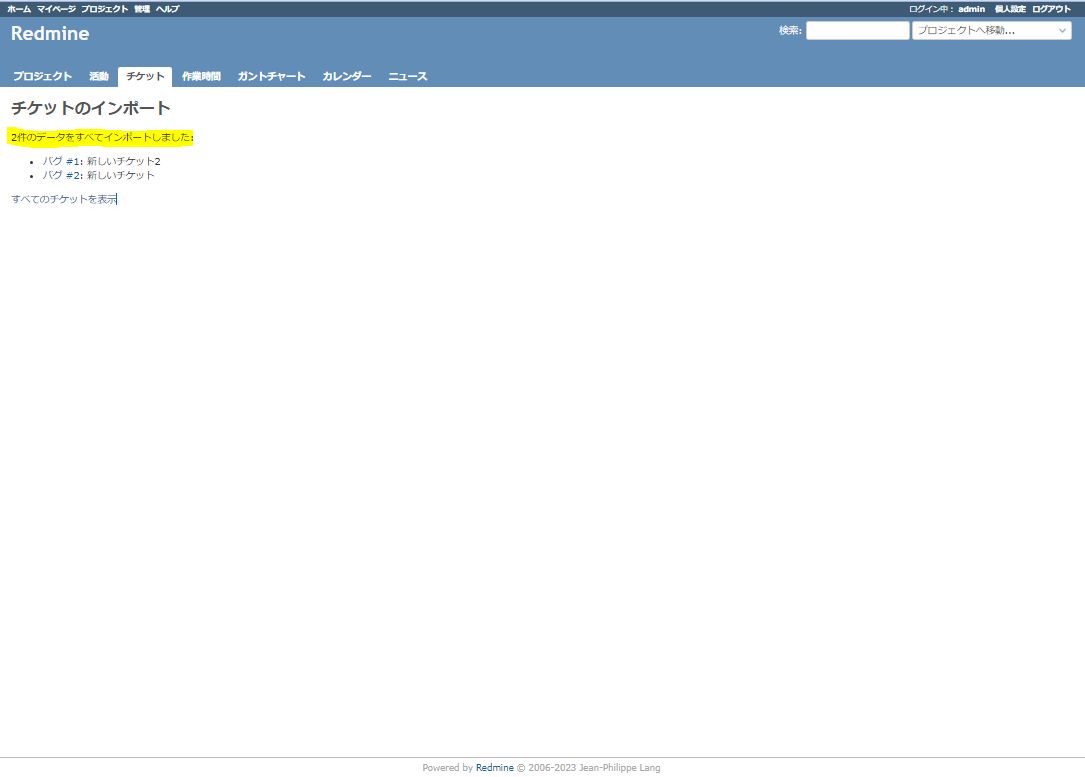 ホーム マイページ プロジェクト 管理 ヘルプ ログイン中： admin 個人設定 ログアウト
Redmine 検索: プロジェクトへ移動...
プロジェクト 活動 チケット 作業時間 ガントチャート カレンダー ニュース
チケットのインポート
2件のデータをすべてインポートしました:
バグ #1: 新しいチケット2
バグ #2: 新しいチケット
すべてのチケットを表示
Powered by Redmine © 2006-2023 Jean-Philippe Lang